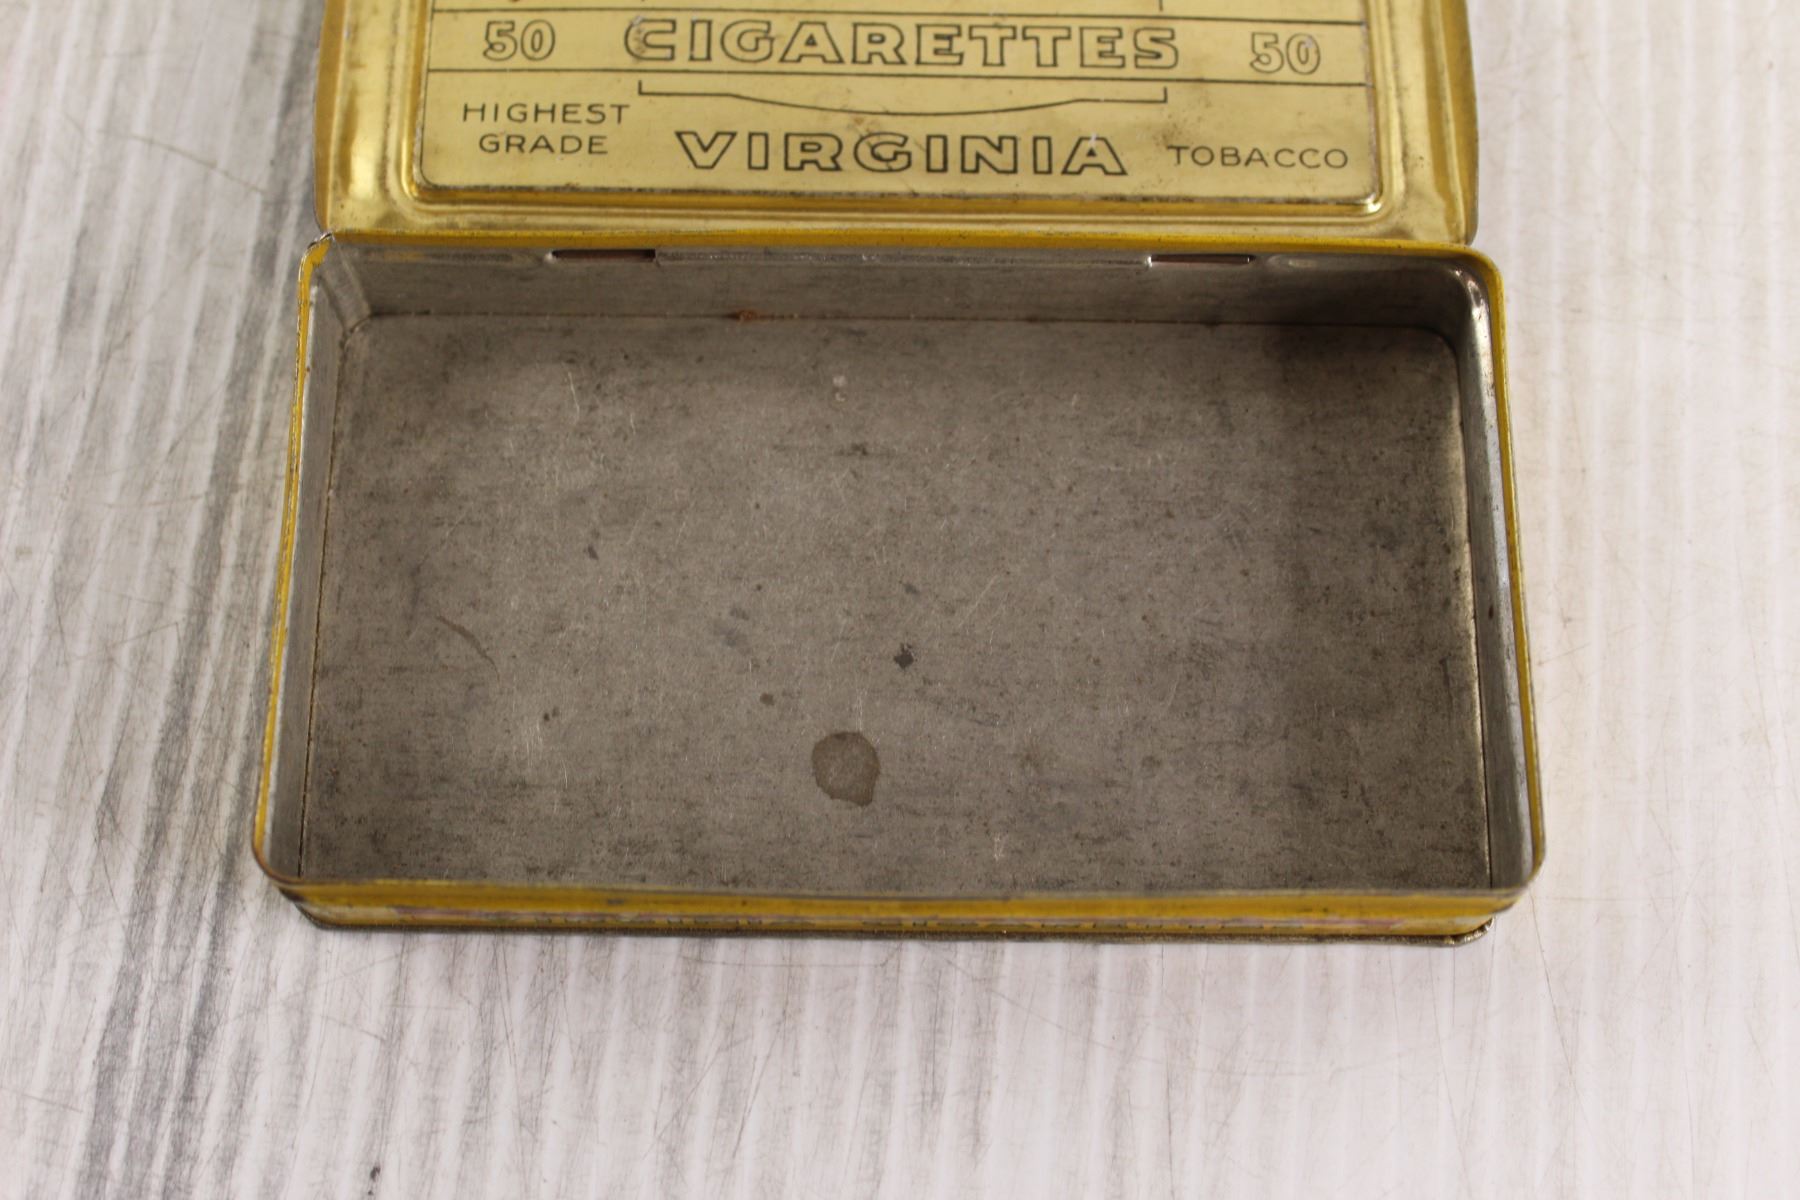 50 CIGARETTES 50
HIGHEST
GRADE
VIRGINIA TOBACCO